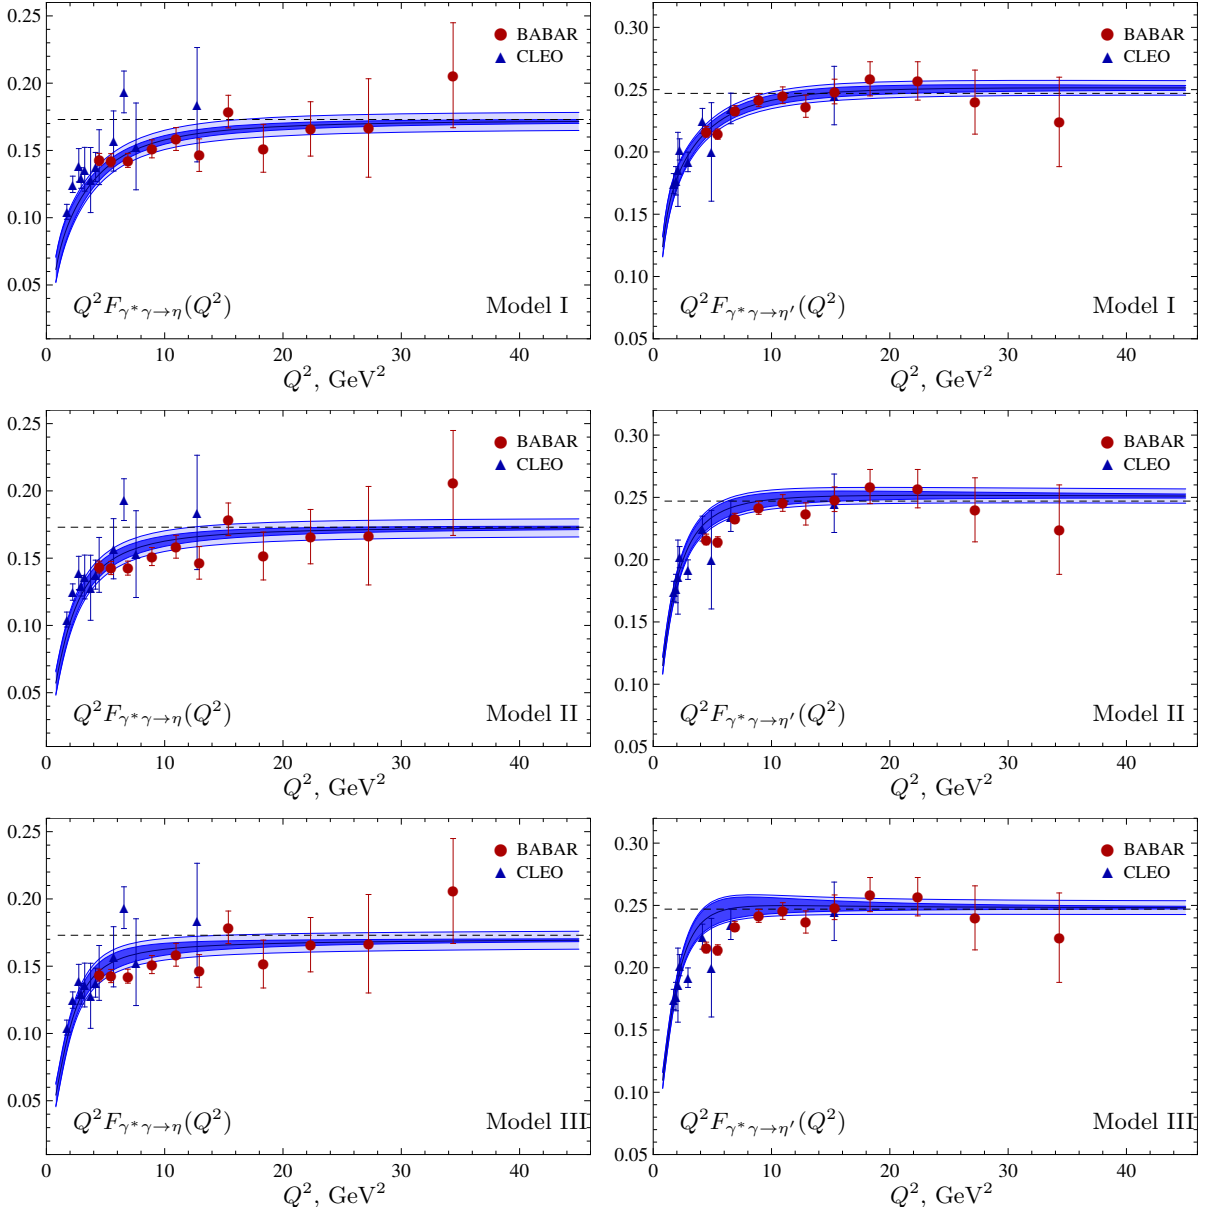 0.25
0.20
0.15
0.10
0.05
BABAR
CLEO
Q²F_{γ*γ→η}(Q²) Model I
0 10 20 30 40
Q², GeV²
0.30
0.25
0.20
0.15
0.10
0.05
BABAR
CLEO
Q²F_{γ*γ→η′}(Q²) Model I
0 10 20 30 40
Q², GeV²
0.25
0.20
0.15
0.10
0.05
BABAR
CLEO
Q²F_{γ*γ→η}(Q²) Model II
0 10 20 30 40
Q², GeV²
0.30
0.25
0.20
0.15
0.10
0.05
BABAR
CLEO
Q²F_{γ*γ→η′}(Q²) Model II
0 10 20 30 40
Q², GeV²
0.25
0.20
0.15
0.10
0.05
BABAR
CLEO
Q²F_{γ*γ→η}(Q²) Model III
0 10 20 30 40
Q², GeV²
0.30
0.25
0.20
0.15
0.10
0.05
BABAR
CLEO
Q²F_{γ*γ→η′}(Q²) Model III
0 10 20 30 40
Q², GeV²